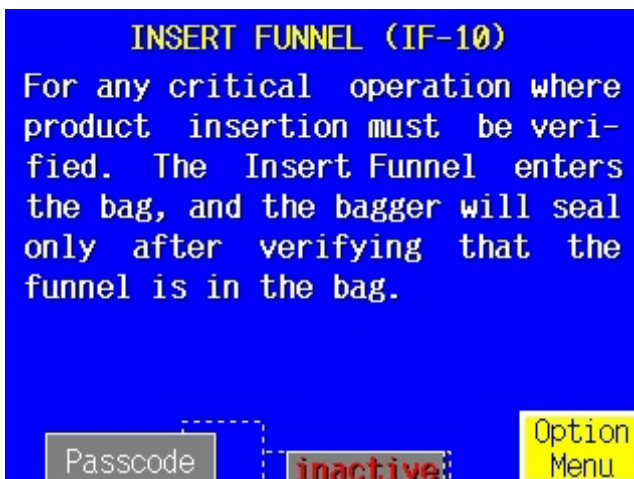 INSERT FUNNEL (IF-10)
For any critical operation where
product insertion must be veri-
fied. The Insert Funnel enters
the bag, and the bagger will seal
only after verifying that the
funnel is in the bag.
Option
Passcode inactive Menu